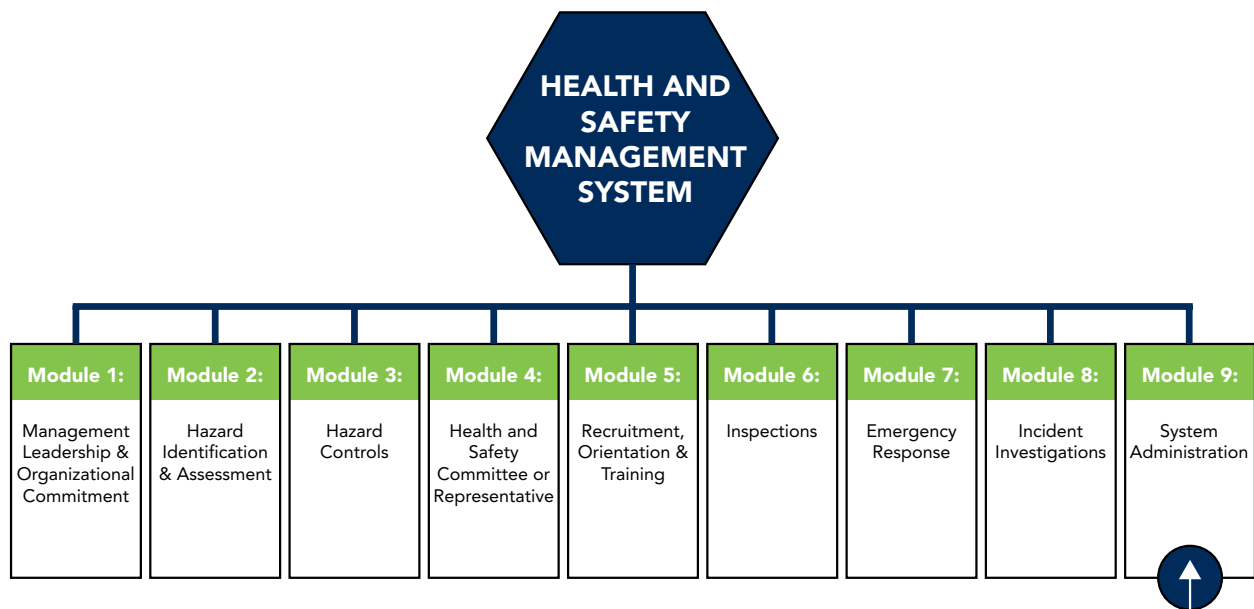 HEALTH AND
SAFETY
MANAGEMENT
SYSTEM
Module 1:
Management
Leadership &
Organizational
Commitment
Module 2:
Hazard
Identification
& Assessment
Module 3:
Hazard
Controls
Module 4:
Health and
Safety
Committee or
Representative
Module 5:
Recruitment,
Orientation &
Training
Module 6:
Inspections
Module 7:
Emergency
Response
Module 8:
Incident
Investigations
Module 9:
System
Administration